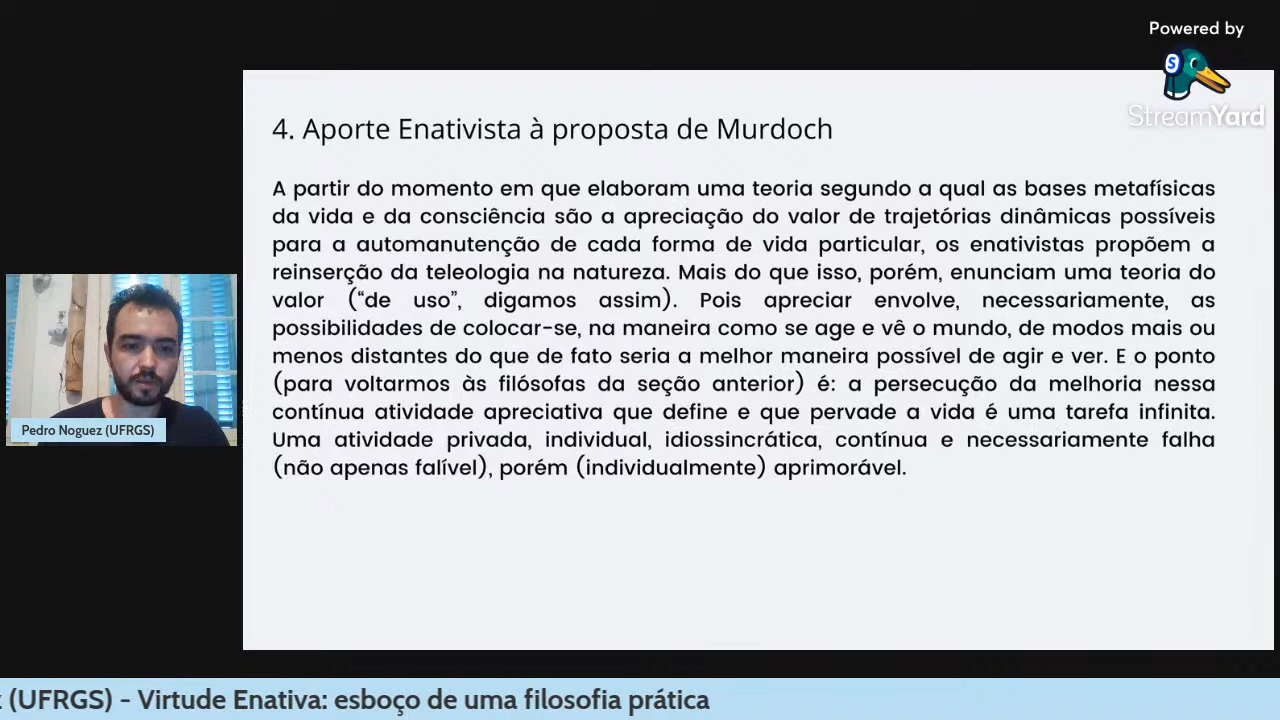 Powered by
StreamYard
4. Aporte Enativista à proposta de Murdoch
A partir do momento em que elaboram uma teoria segundo a qual as bases metafísicas
da vida e da consciência são a apreciação do valor de trajetórias dinâmicas possíveis
para a automanutenção de cada forma de vida particular, os enativistas propõem a
reinserção da teleologia na natureza. Mais do que isso, porém, enunciam uma teoria do
valor (“de uso”, digamos assim). Pois apreciar envolve, necessariamente, as
possibilidades de colocar-se, na maneira como se age e vê o mundo, de modos mais ou
menos distantes do que de fato seria a melhor maneira possível de agir e ver. E o ponto
(para voltarmos às filósofas da seção anterior) é: a persecução da melhoria nessa
contínua atividade apreciativa que define e que pervade a vida é uma tarefa infinita.
Uma atividade privada, individual, idiossincrática, contínua e necessariamente falha
(não apenas falível), porém (individualmente) aprimorável.
Pedro Noguez (UFRGS)
(UFRGS) - Virtude Enativa: esboço de uma filosofia prática